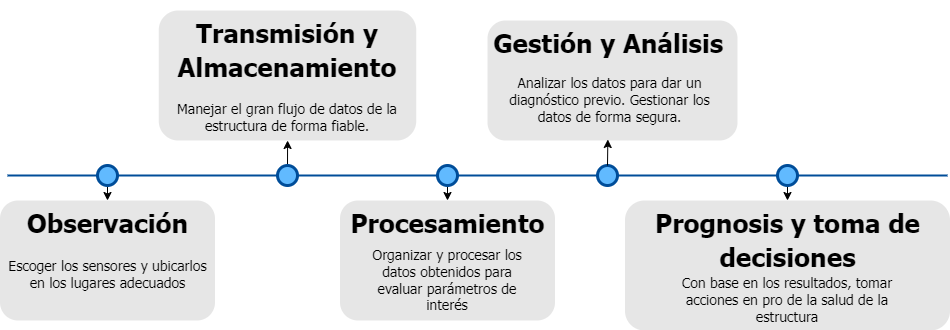 Observación
Escoger los sensores y ubicarlos
en los lugares adecuados
Transmisión y
Almacenamiento
Manejar el gran flujo de datos de la
estructura de forma fiable.
Procesamiento
Organizar y procesar los
datos obtenidos para
evaluar parámetros de
interés
Gestión y Análisis
Analizar los datos para dar un
diagnóstico previo. Gestionar los
datos de forma segura.
Prognosis y toma de
decisiones
Con base en los resultados, tomar
acciones en pro de la salud de la
estructura